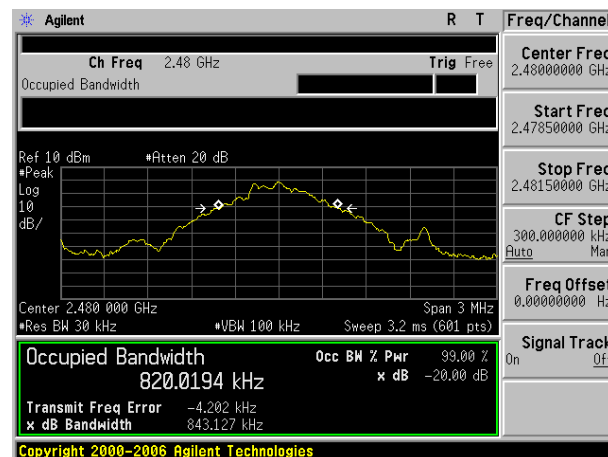 Agilent R T
Freq/Channel
Ch Freq 2.48 GHz Trig Free
Occupied Bandwidth
Center Freq
2.48000000 GHz
Start Freq
2.47850000 GHz
Stop Freq
2.48150000 GHz
CF Step
300.000000 kHz
Auto Man
Freq Offset
0.00000000 Hz
Signal Track
On Off
Ref 10 dBm #Atten 20 dB
#Peak
Log
10
dB/
Center 2.480 000 GHz Span 3 MHz
#Res BW 30 kHz #VBW 100 kHz Sweep 3.2 ms (601 pts)
Occupied Bandwidth Occ BW % Pwr 99.00 %
820.0194 kHz x dB -20.00 dB
Transmit Freq Error -4.202 kHz
x dB Bandwidth 843.127 kHz
Copyright 2000-2006 Agilent Technologies